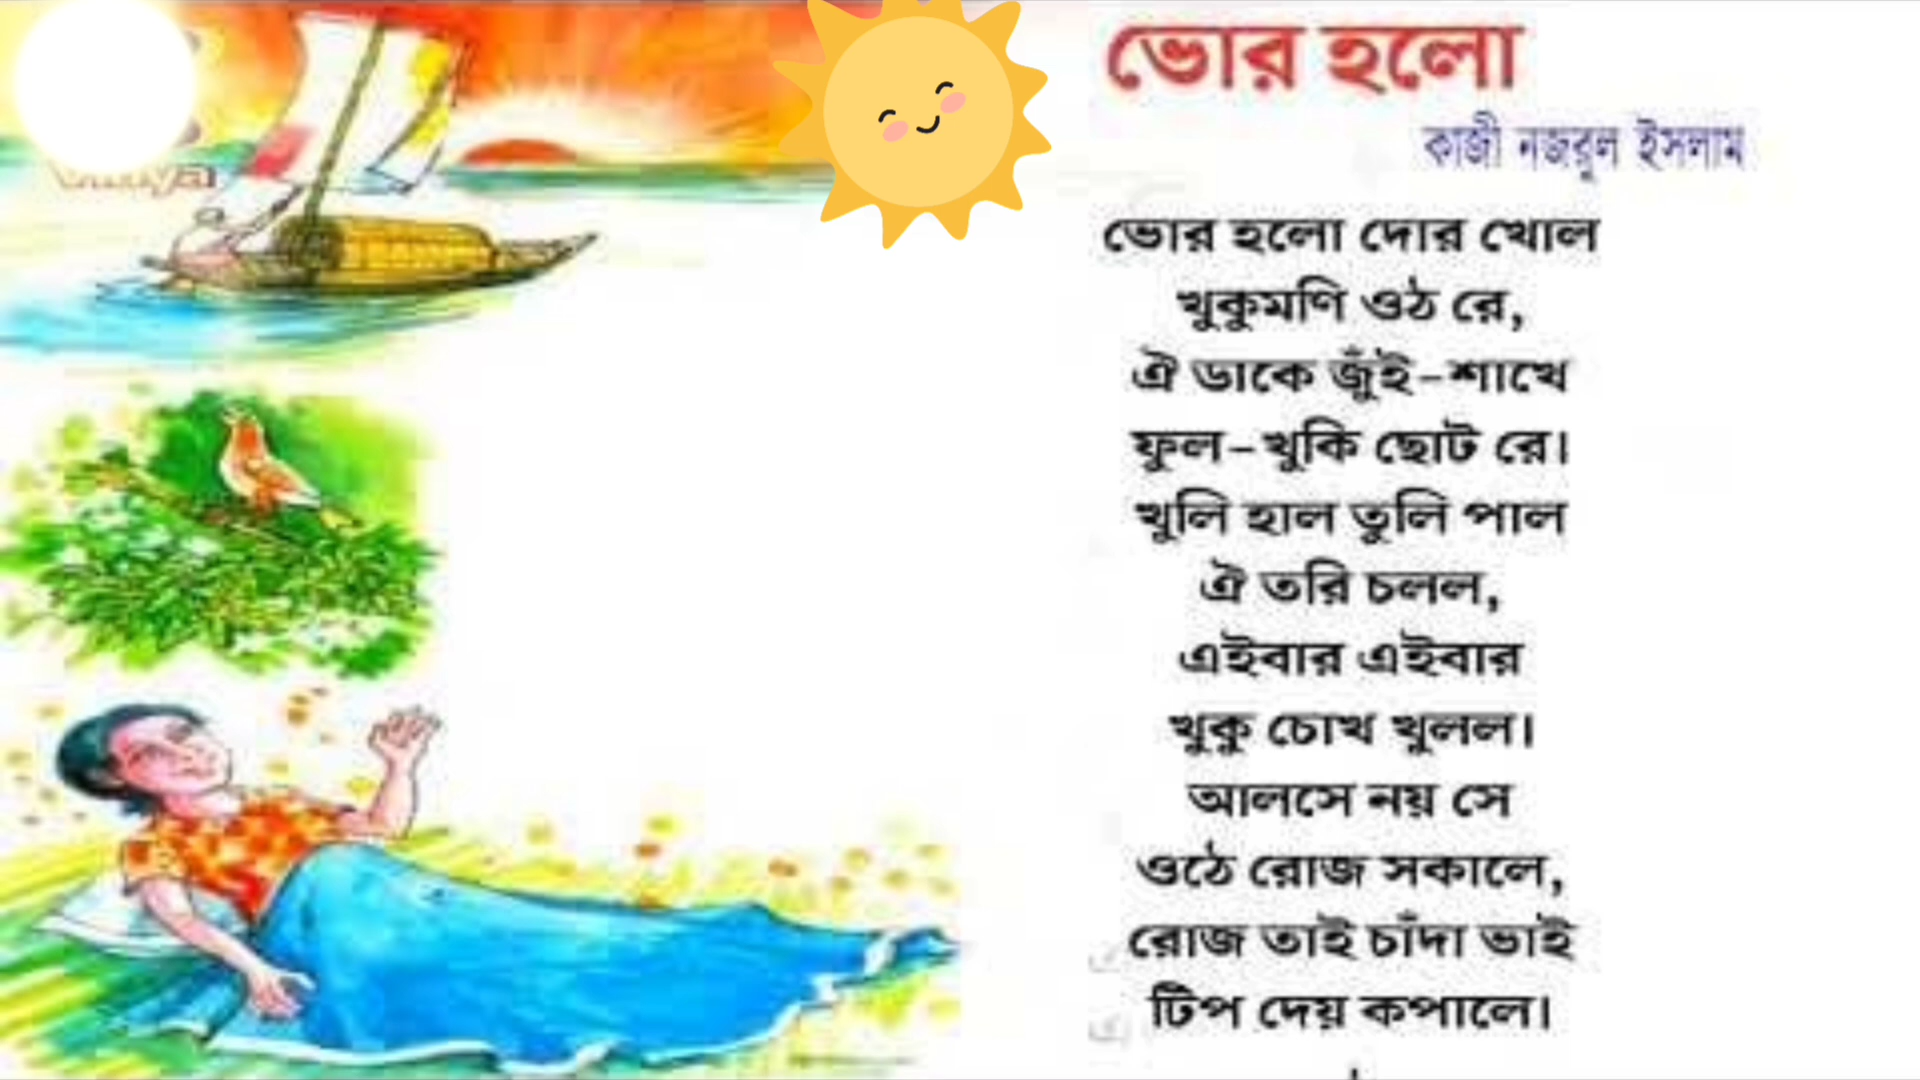 ভোর হলো
কাজী নজরুল ইসলাম
ভোর হলো দোর খোল
খুকুমণি ওঠ রে,
ঐ ডাকে জুঁই-শাখে
ফুল-খুকি ছোট রে।
খুলি হাল তুলি পাল
ঐ তরি চলল,
এইবার এইবার
খুকু চোখ খুলল।
আলসে নয় সে
ওঠে রোজ সকালে,
রোজ তাই চাঁদা ভাই
টিপ দেয় কপালে।